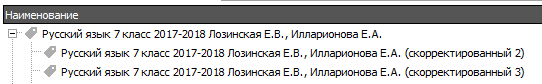 Наименование
Русский язык 7 класс 2017-2018 Лозинская Е.В., Илларионова Е.А.
Русский язык 7 класс 2017-2018 Лозинская Е.В., Илларионова Е.А. (скорректированный 2)
Русский язык 7 класс 2017-2018 Лозинская Е.В., Илларионова Е.А. (скорректированный 3)